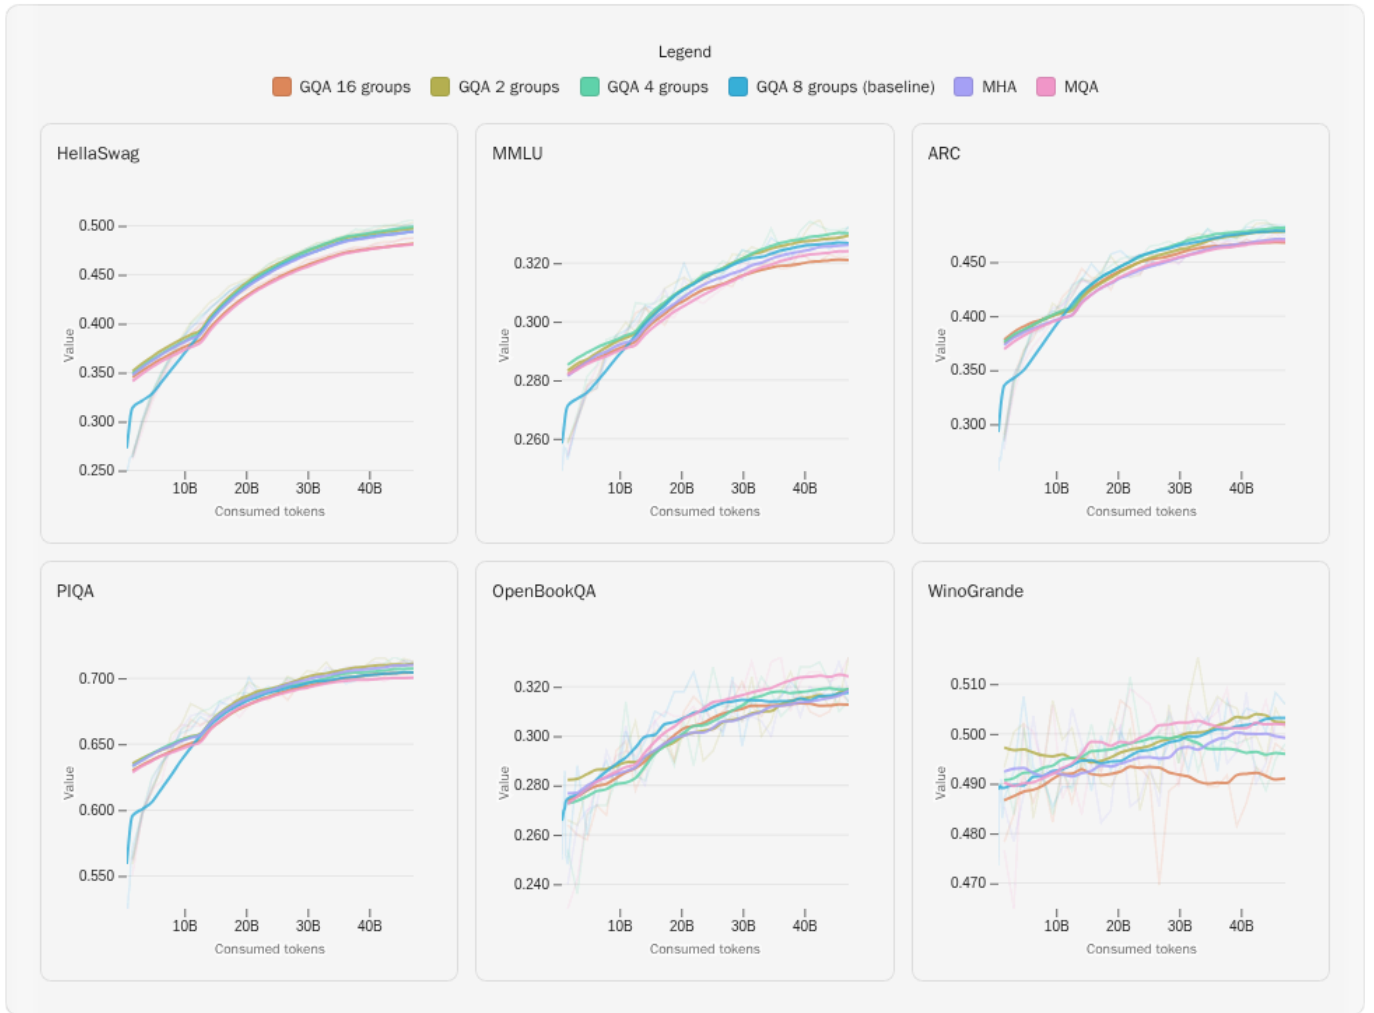 Legend
GQA 16 groups GQA 2 groups GQA 4 groups GQA 8 groups (baseline) MHA MQA
HellaSwag
Value
0.500
0.450
0.400
0.350
0.300
0.250
10B 20B 30B 40B
Consumed tokens
MMLU
Value
0.320
0.300
0.280
0.260
10B 20B 30B 40B
Consumed tokens
ARC
Value
0.450
0.400
0.350
0.300
10B 20B 30B 40B
Consumed tokens
PIQA
Value
0.700
0.650
0.600
0.550
10B 20B 30B 40B
Consumed tokens
OpenBookQA
Value
0.320
0.300
0.280
0.260
0.240
10B 20B 30B 40B
Consumed tokens
WinoGrande
Value
0.510
0.500
0.490
0.480
0.470
10B 20B 30B 40B
Consumed tokens